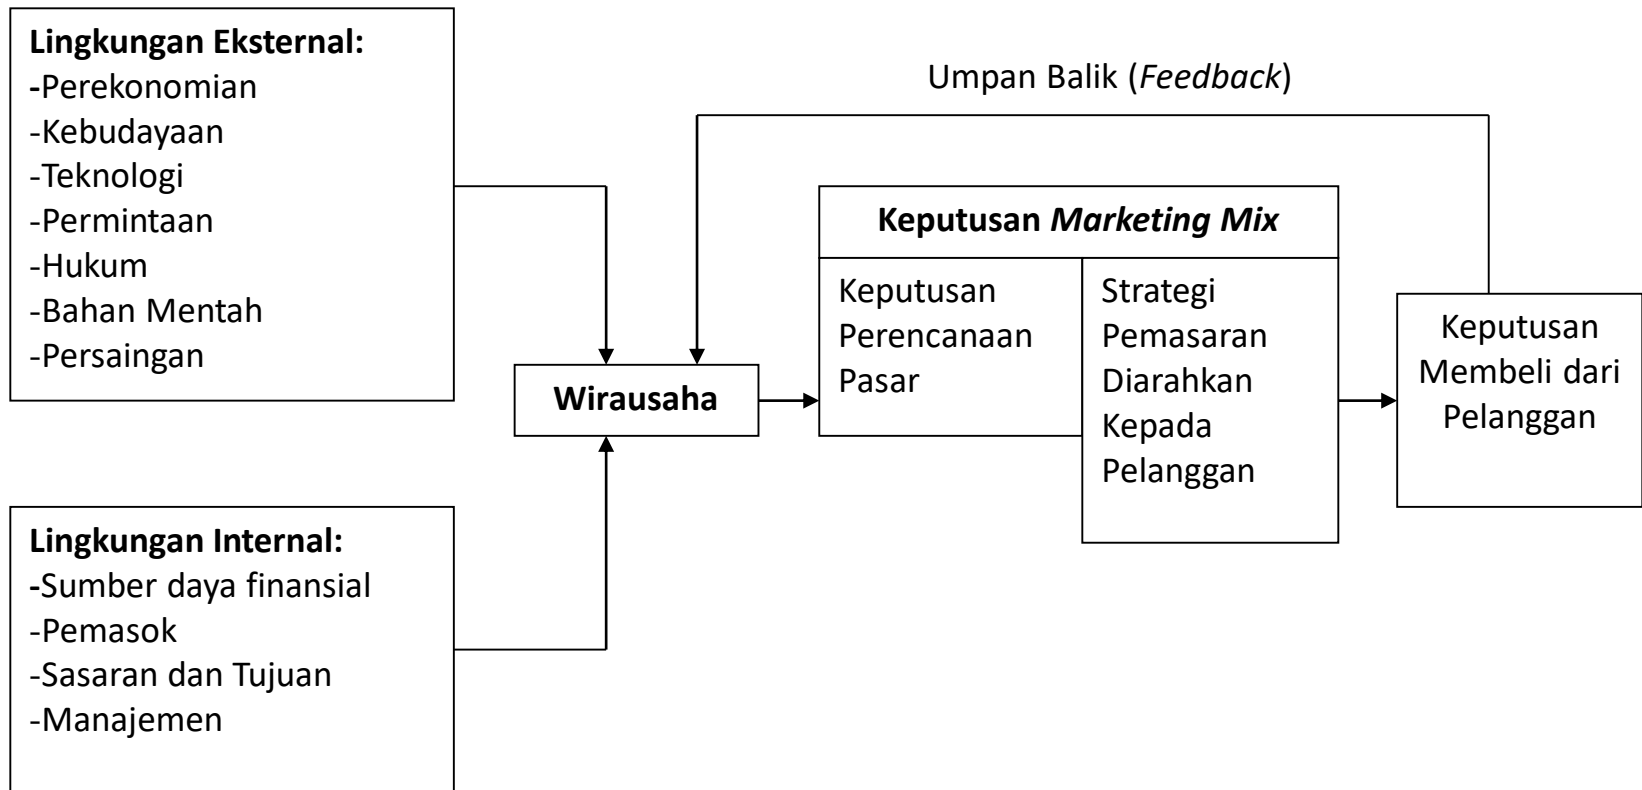 Lingkungan Eksternal:
-Perekonomian
-Kebudayaan
-Teknologi
-Permintaan
-Hukum
-Bahan Mentah
-Persaingan
Umpan Balik (Feedback)
Wirausaha
Keputusan Marketing Mix
Keputusan
Perencanaan
Pasar
Strategi
Pemasaran
Diarahkan
Kepada
Pelanggan
Keputusan
Membeli dari
Pelanggan
Lingkungan Internal:
-Sumber daya finansial
-Pemasok
-Sasaran dan Tujuan
-Manajemen